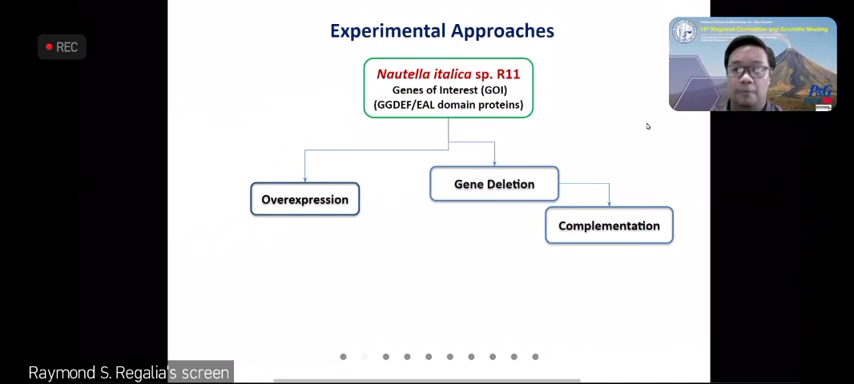 REC
Experimental Approaches
Nautella italica sp. R11
Genes of Interest (GOI)
(GGDEF/EAL domain proteins)
Overexpression
Gene Deletion
Complementation
14th Regional Convention and Scientific Meeting
P&G
Raymond S. Regalia's screen